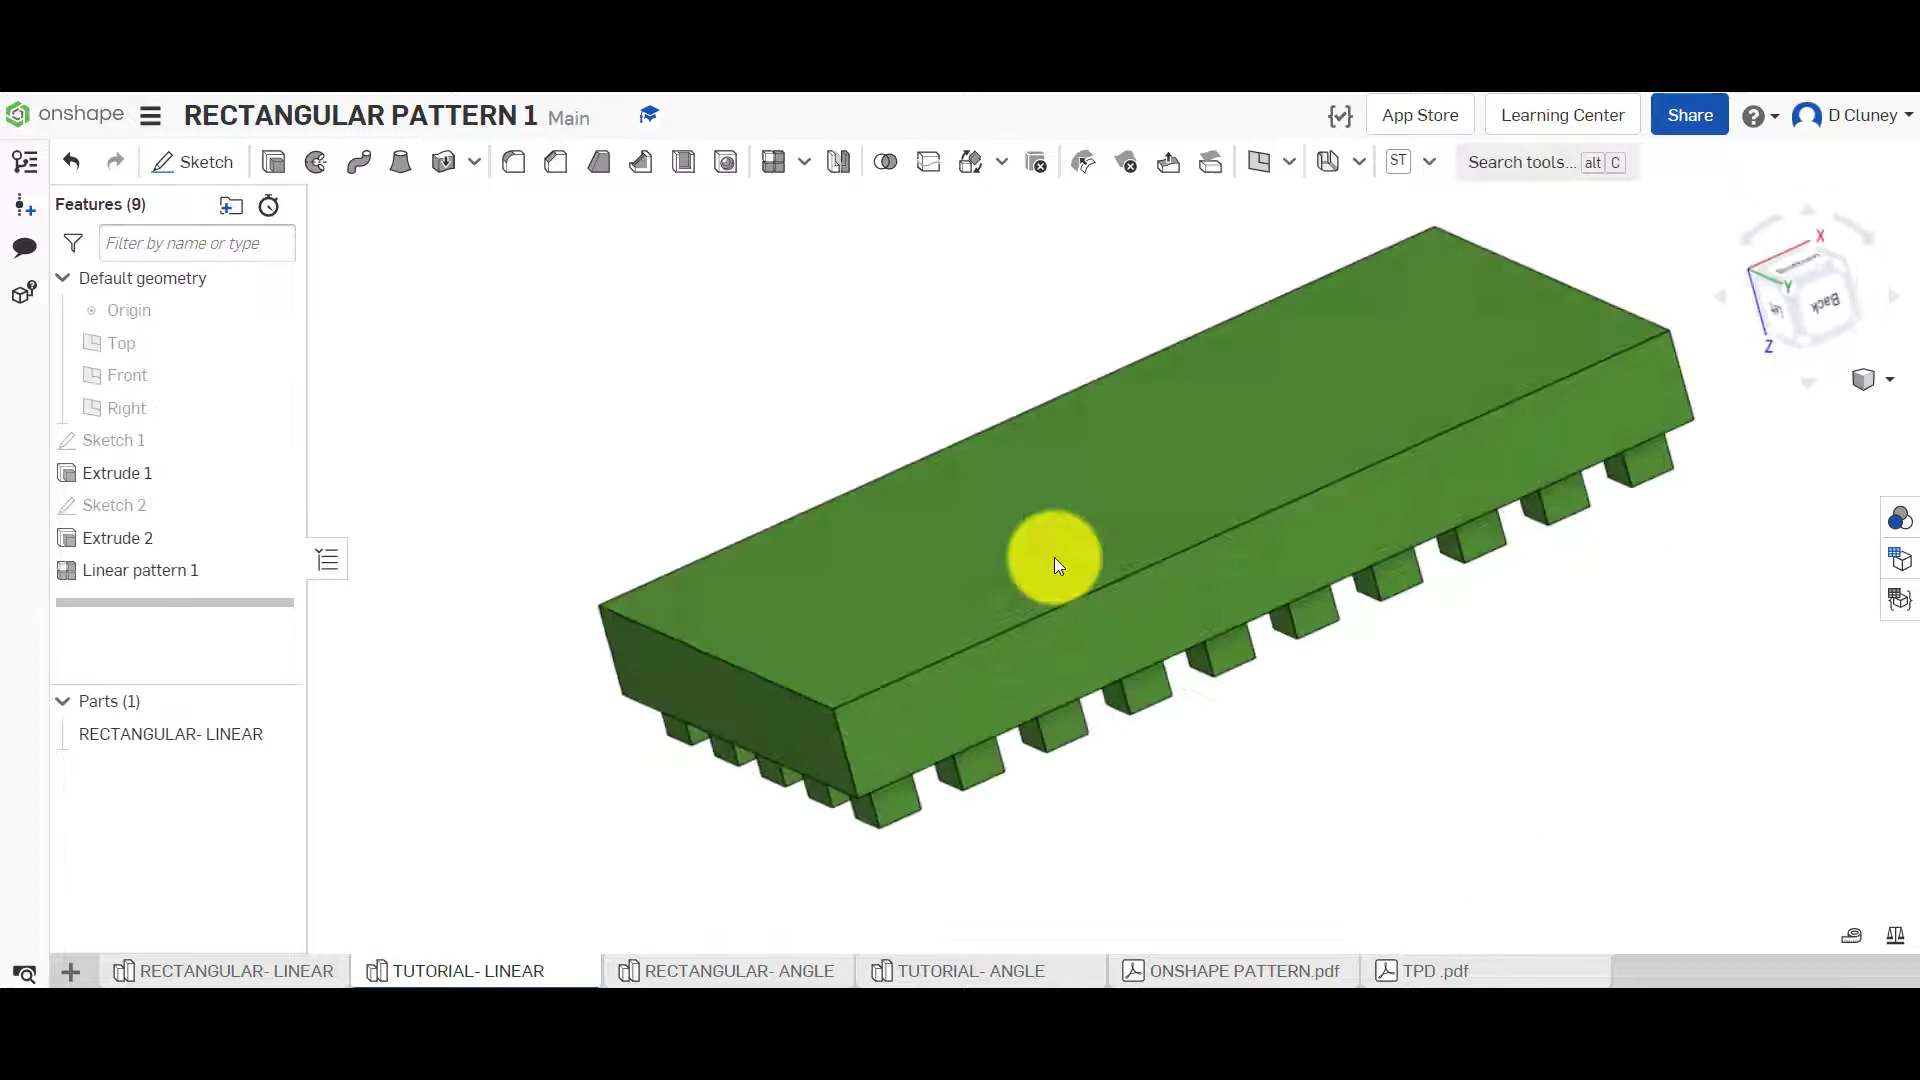 onshape RECTANGULAR PATTERN 1 Main App Store Learning Center Share D Cluney
Sketch ST Search tools... alt C
Features (9)
Filter by name or type
Default geometry
Origin
Top
Front
Right
Sketch 1
Extrude 1
Sketch 2
Extrude 2
Linear pattern 1
Parts (1)
RECTANGULAR- LINEAR
X
Y
Back
Z
RECTANGULAR- LINEAR TUTORIAL- LINEAR RECTANGULAR- ANGLE TUTORIAL- ANGLE ONSHAPE PATTERN.pdf TPD .pdf